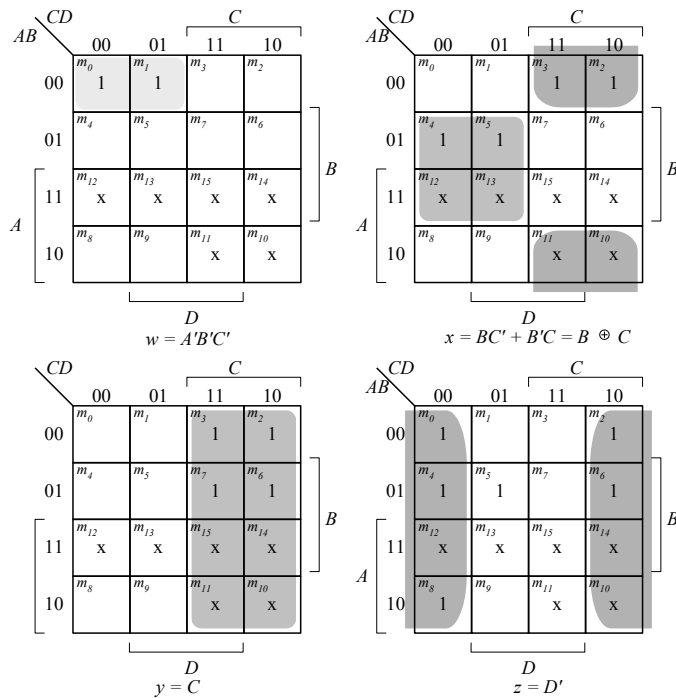 CD C CD C
AB 00 01 11 10 AB 00 01 11 10
00 m0 1 m1 1 m3 m2 00 m0 m1 m3 1 m2 1
01 m4 m5 m7 m6 01 m4 1 m5 1 m7 m6
B B
11 m12 x m13 x m15 x m14 x 11 m12 x m13 x m15 x m14 x
A A
10 m8 m9 m11 x m10 x 10 m8 m9 m11 x m10 x
D D
w = A'B'C' x = BC' + B'C = B ⊕ C
CD C CD C
AB 00 01 11 10 AB 00 01 11 10
00 m0 m1 m3 1 m2 1 00 m0 1 m1 m3 m2 1
01 m4 m5 m7 1 m6 1 01 m4 1 m5 1 m7 m6 1
B B
11 m12 x m13 x m15 x m14 x 11 m12 x m13 x m15 x m14 x
A
10 m8 m9 m11 x m10 x 10 m8 1 m9 m11 x m10 x
D D
y = C z = D'